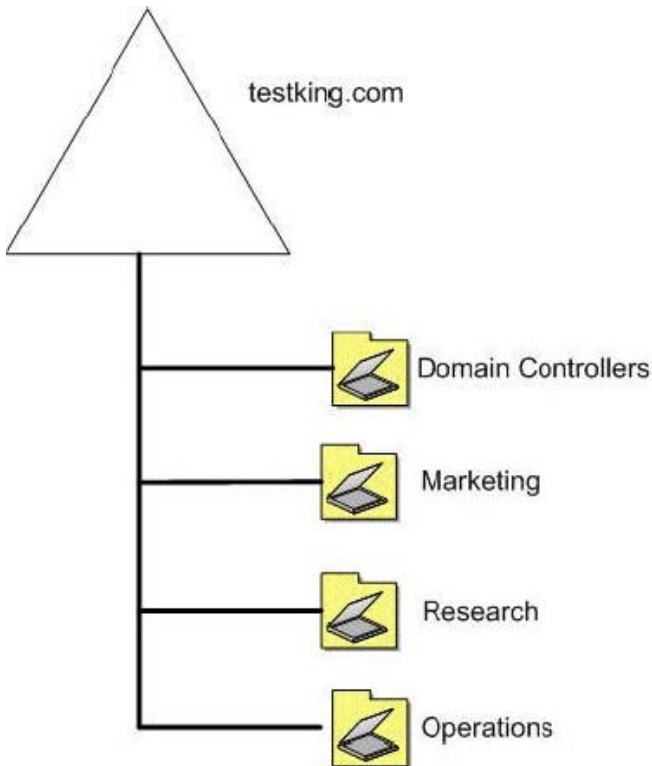 testking.com
Domain Controllers
Marketing
Research
Operations